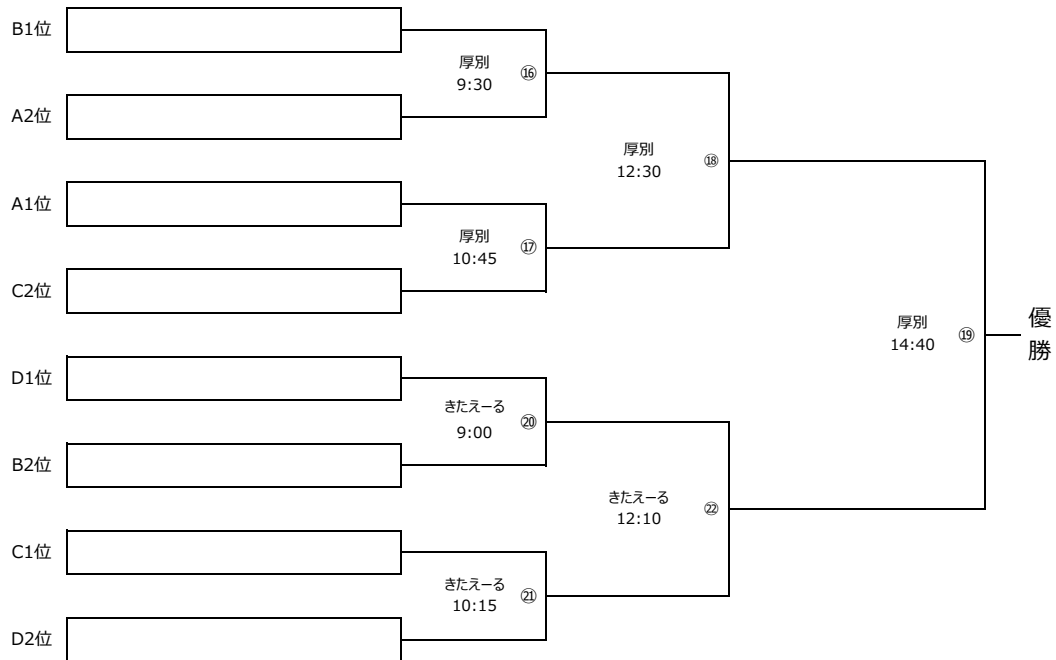 B1位
厚別
9:30
⑯
A2位
厚別
12:30
⑱
A1位
厚別
10:45
⑰
C2位
厚別
14:40
⑲
優
勝
D1位
きたえーる
9:00
⑳
B2位
きたえーる
12:10
㉒
C1位
きたえーる
10:15
㉑
D2位